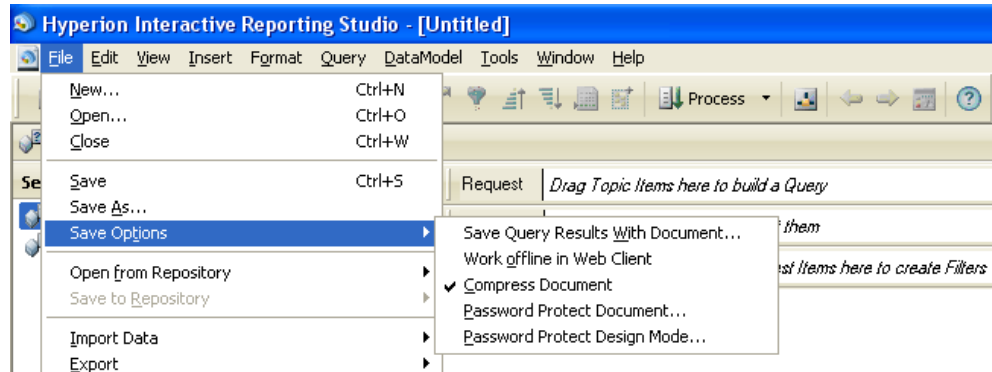 Hyperion Interactive Reporting Studio - [Untitled]
File Edit View Insert Format Query DataModel Tools Window Help
New... Ctrl+N
Open... Ctrl+O
Close Ctrl+W
Process
Se
Save Ctrl+S
Save As...
Save Options
Open from Repository
Save to Repository
Import Data
Export
Request Drag Topic Items here to build a Query
them
est Items here to create Filters
Save Query Results With Document...
Work offline in Web Client
Compress Document
Password Protect Document...
Password Protect Design Mode...